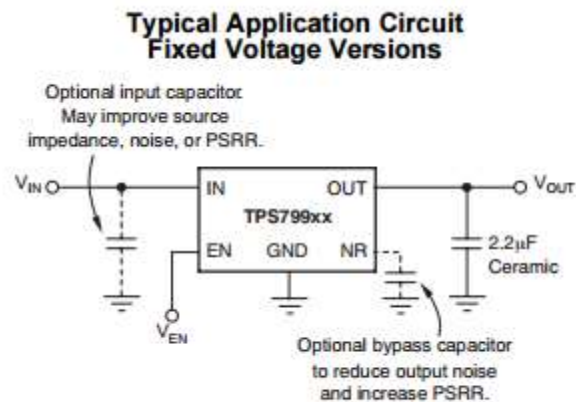 Typical Application Circuit
Fixed Voltage Versions
Optional input capacitor.
May improve source
impedance, noise, or PSRR.
VIN
IN
OUT
VOUT
TPS799xx
EN
GND
NR
2.2μF
Ceramic
VEN
Optional bypass capacitor
to reduce output noise
and increase PSRR.